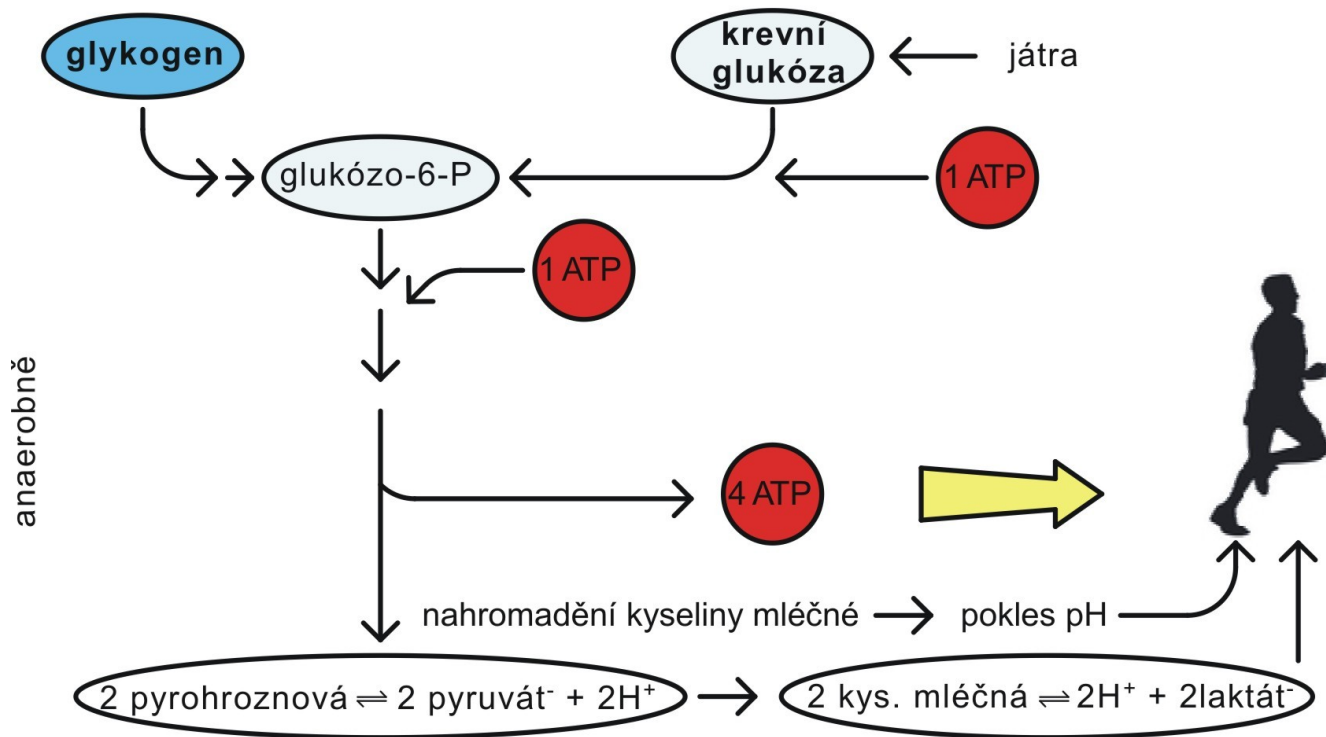 glykogen
krevní
glukóza
játra
glukózo-6-P
1 ATP
1 ATP
anaerobně
4 ATP
nahromadění kyseliny mléčné → pokles pH
2 pyrohroznová ⇌ 2 pyruvát⁻ + 2H⁺ → 2 kys. mléčná ⇌ 2H⁺ + 2laktát⁻